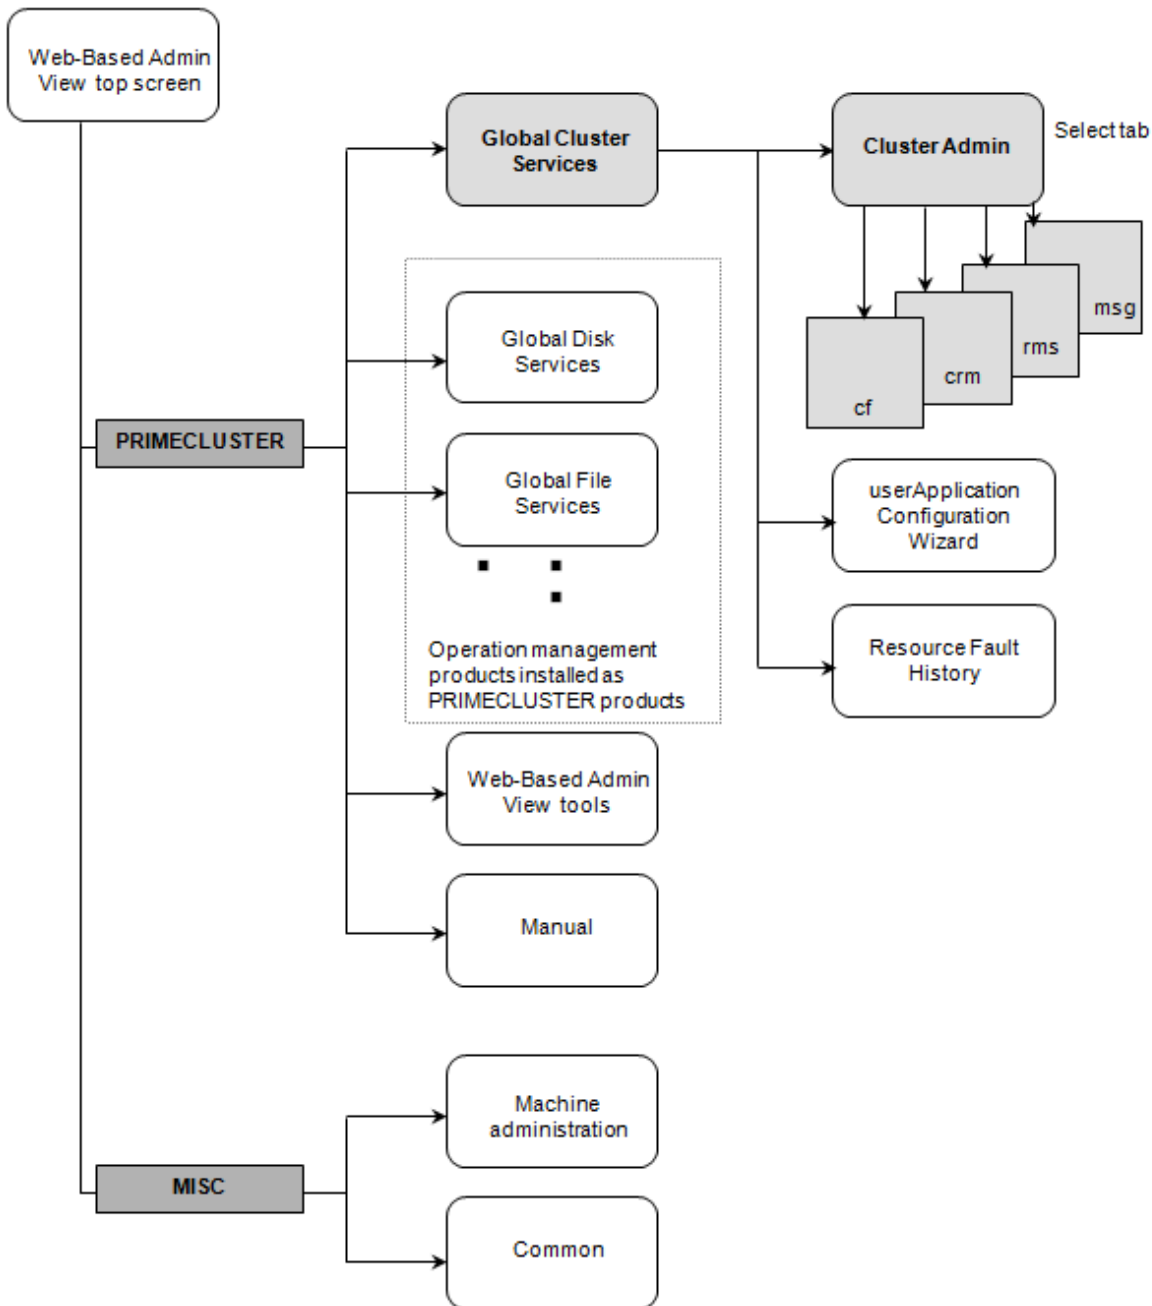 Web-Based Admin
View top screen
Global Cluster
Services
Cluster Admin
Select tab
msg
rms
crm
cf
Global Disk
Services
PRIMECLUSTER
Global File
Services
userApplication
Configuration
Wizard
Operation management
products installed as
PRIMECLUSTER products
Resource Fault
History
Web-Based Admin
View tools
Manual
Machine
administration
MISC
Common